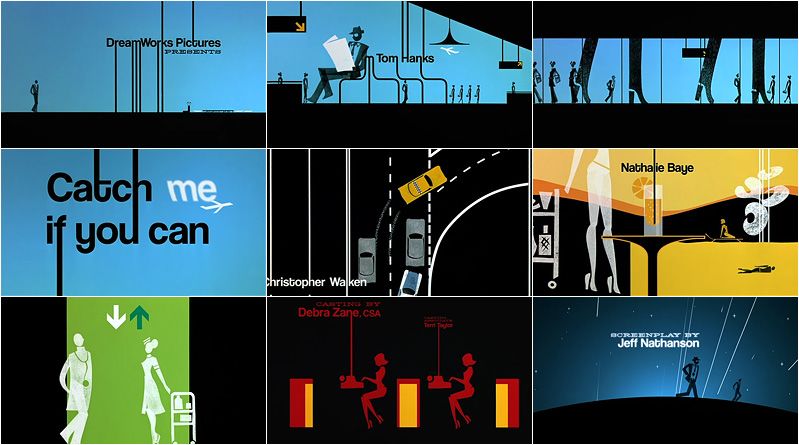 DreamWorks Pictures
PRESENTS
Tom Hanks
Catch me
if you can
Christopher Walken
Nathalie Baye
CASTING BY
Debra Zane, CSA
Terri Taylor
SCREENPLAY BY
Jeff Nathanson